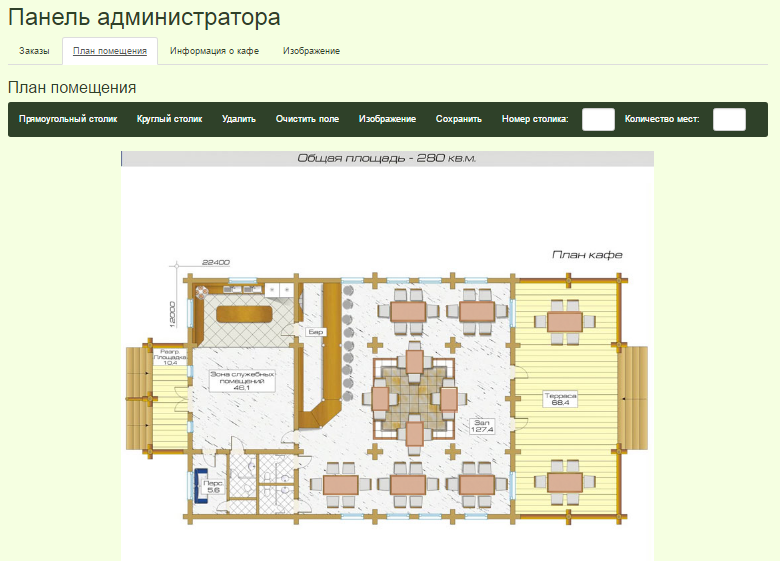 Панель администратора
Заказы План помещения Информация о кафе Изображение
План помещения
Прямоугольный столик Круглый столик Удалить Очистить поле Изображение Сохранить Номер столика: Количество мест:
Общая площадь - 280 кв.м.
План кафе
22400
12000
Бар
Разгр.
Площадка
10.4
Зона служебных
помещений
46.1
Терраса
68.4
Зал
127.4
Перс.
5.6